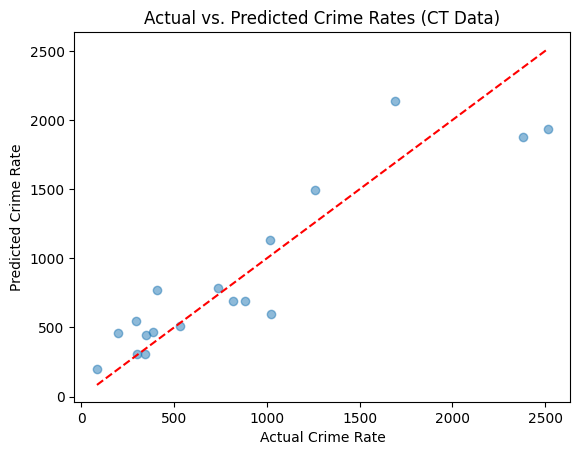 Actual vs. Predicted Crime Rates (CT Data)
2500
2000
1500
1000
500
0
Predicted Crime Rate
0 500 1000 1500 2000 2500
Actual Crime Rate